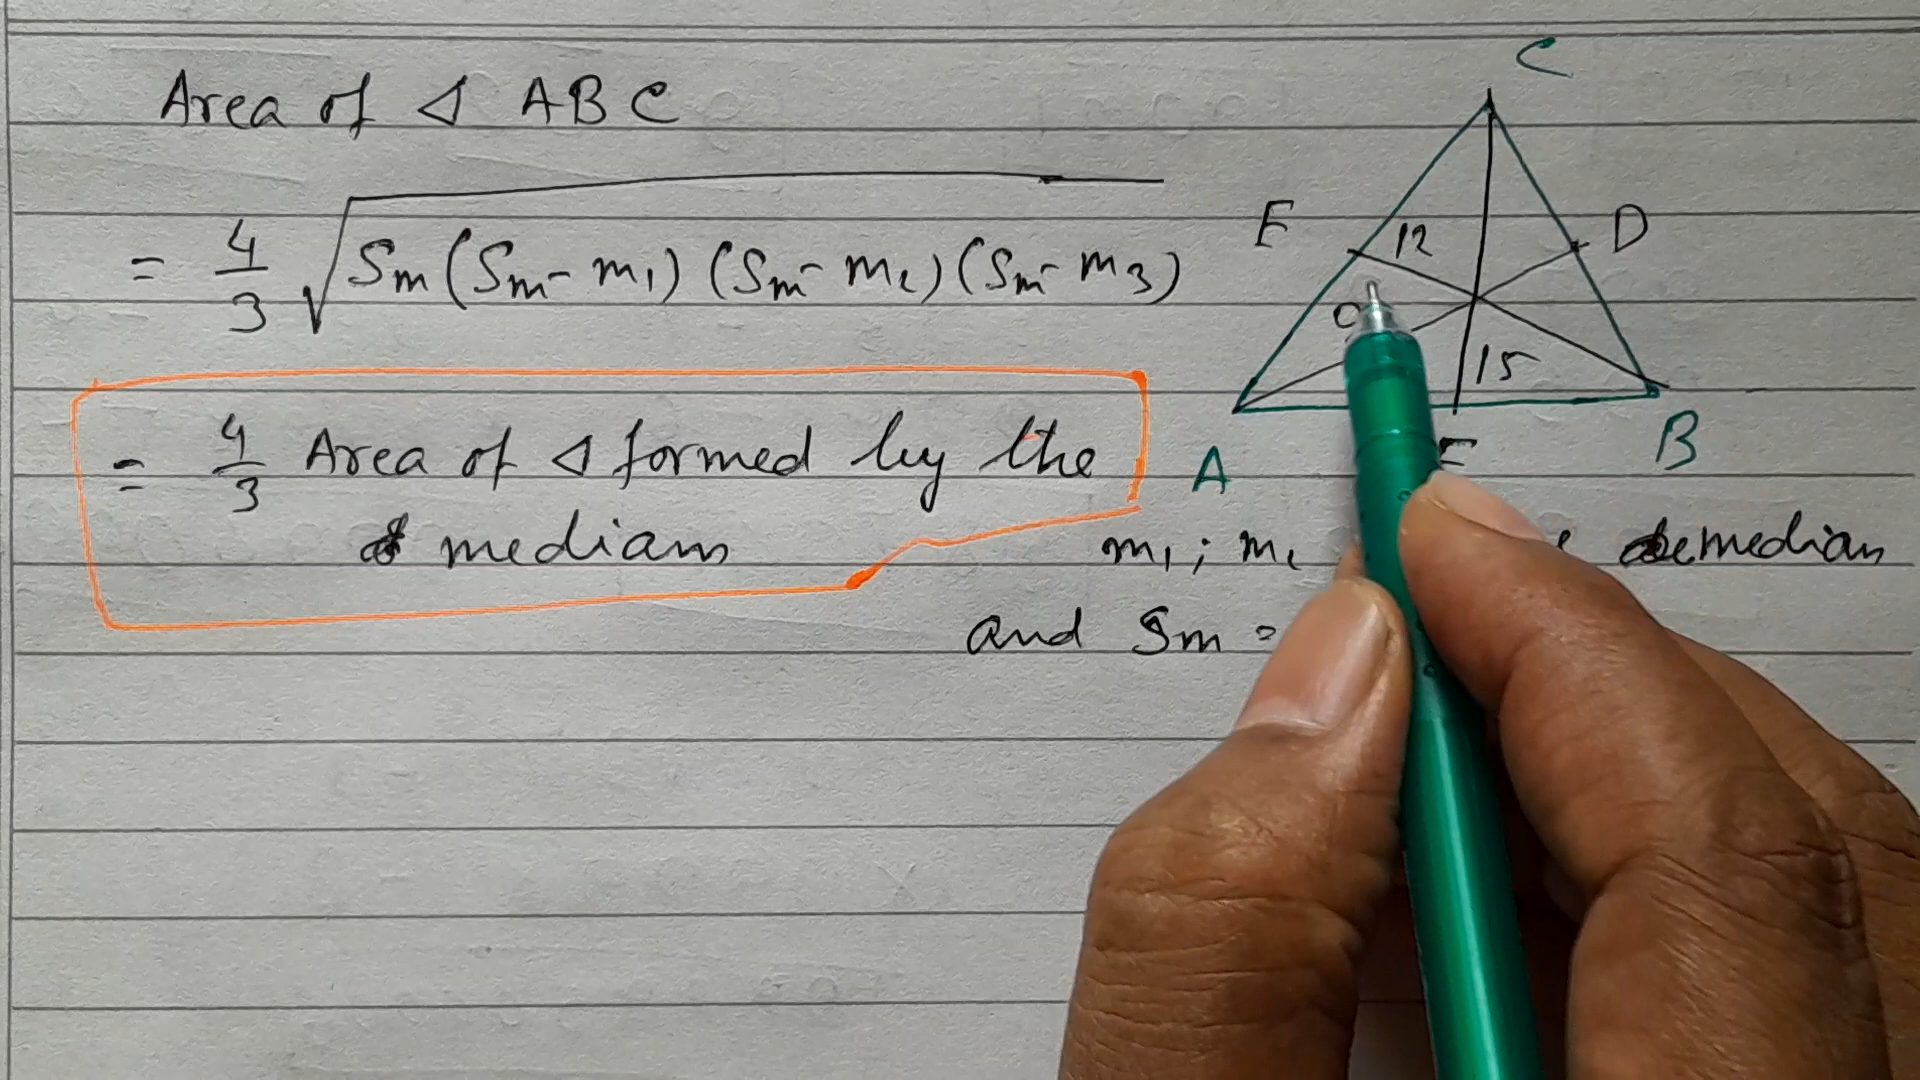 Area of △ ABC
= 4/3 √ Sm (Sm - m1) (Sm - m2) (Sm - m3)
= 4/3 Area of △ formed by the
medians
C
E
12
D
15
A
B
m1; m2
median
and Sm =